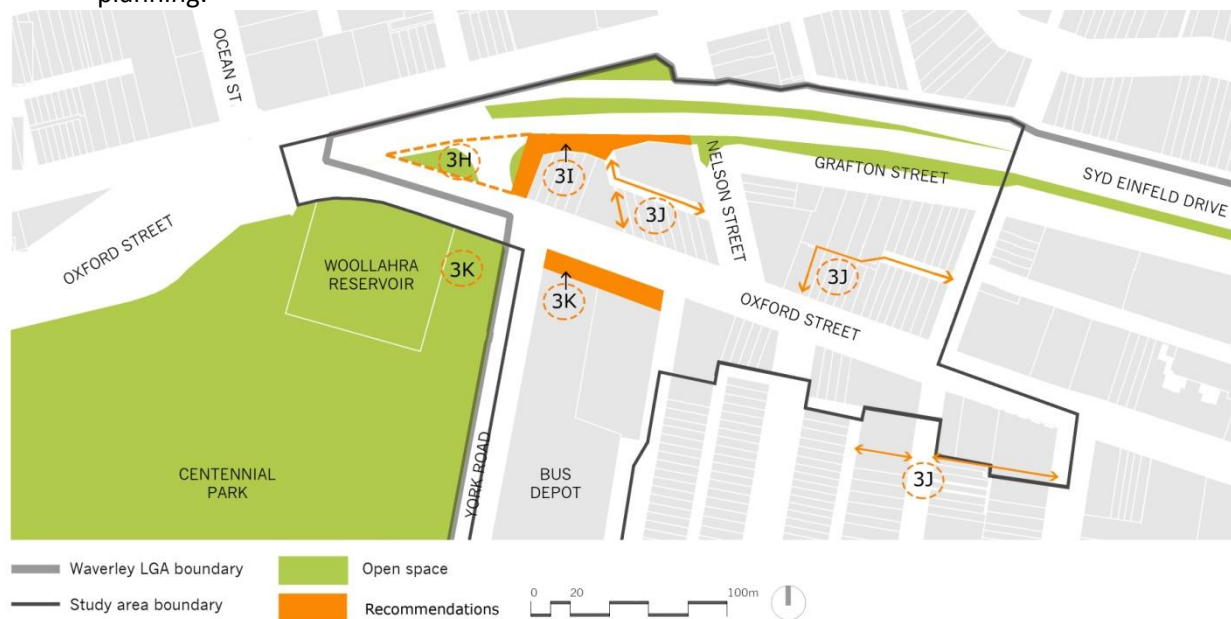 planning.
OCEAN ST
OXFORD STREET
3H
3I
3J
NELSON STREET
GRAFTON STREET
SYD EINFELD DRIVE
WOOLLAHRA
RESERVOIR
3K
3K
3J
OXFORD STREET
CENTENNIAL
PARK
YORK ROAD
BUS
DEPOT
3J
Waverley LGA boundary
Open space
Study area boundary
Recommendations
0 20 100m